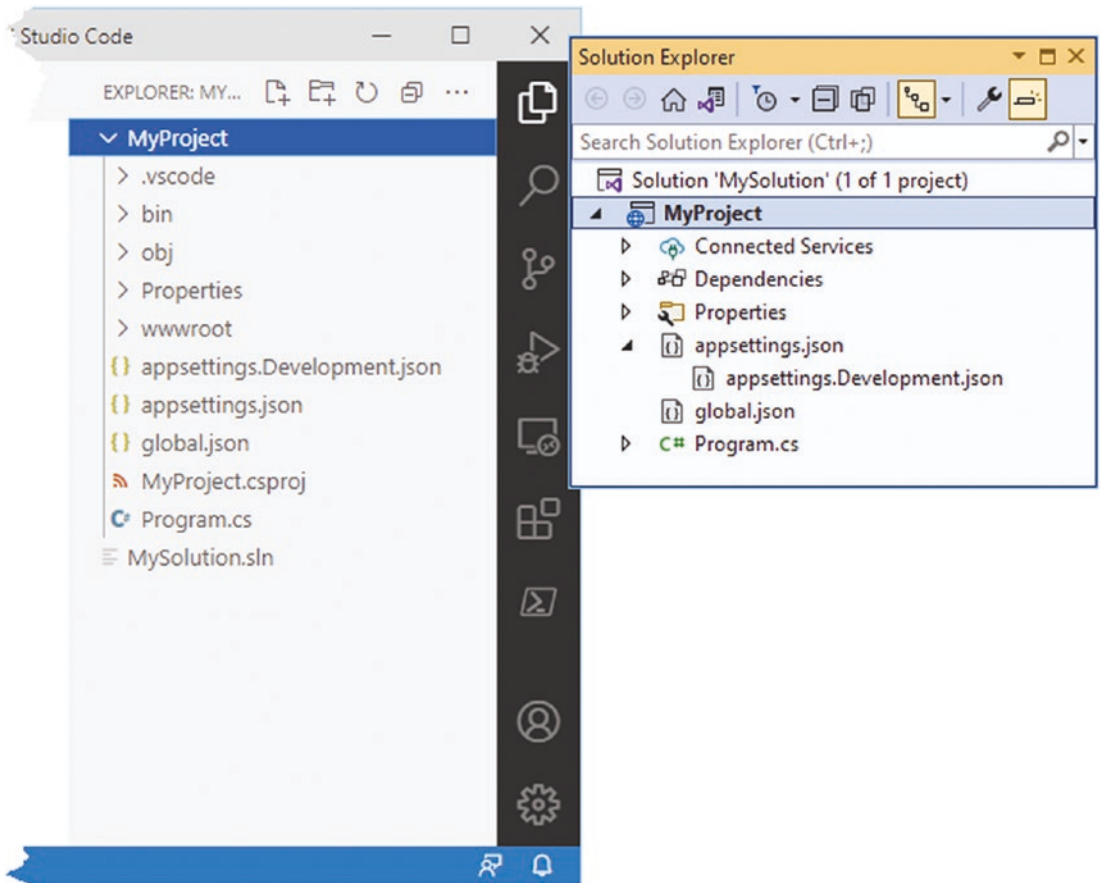 Studio Code
EXPLORER: MY...
MyProject
.vscode
bin
obj
Properties
wwwroot
{} appsettings.Development.json
{} appsettings.json
{} global.json
MyProject.csproj
C# Program.cs
MySolution.sln
Solution Explorer
Search Solution Explorer (Ctrl+;)
Solution 'MySolution' (1 of 1 project)
MyProject
Connected Services
Dependencies
Properties
appsettings.json
appsettings.Development.json
global.json
C# Program.cs